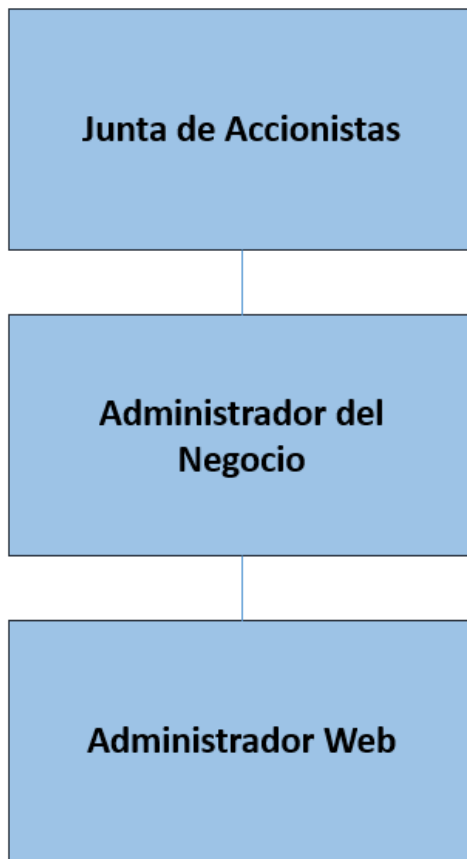 Junta de Accionistas
Administrador del
Negocio
Administrador Web